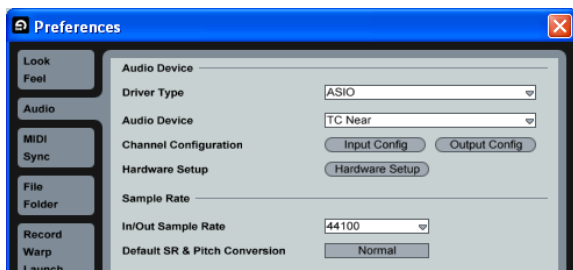 Preferences
Look
Feel
Audio
MIDI
Sync
File
Folder
Record
Warp
Launch
Audio Device
Driver Type ASIO
Audio Device TC Near
Channel Configuration Input Config Output Config
Hardware Setup Hardware Setup
Sample Rate
In/Out Sample Rate 44100
Default SR & Pitch Conversion Normal